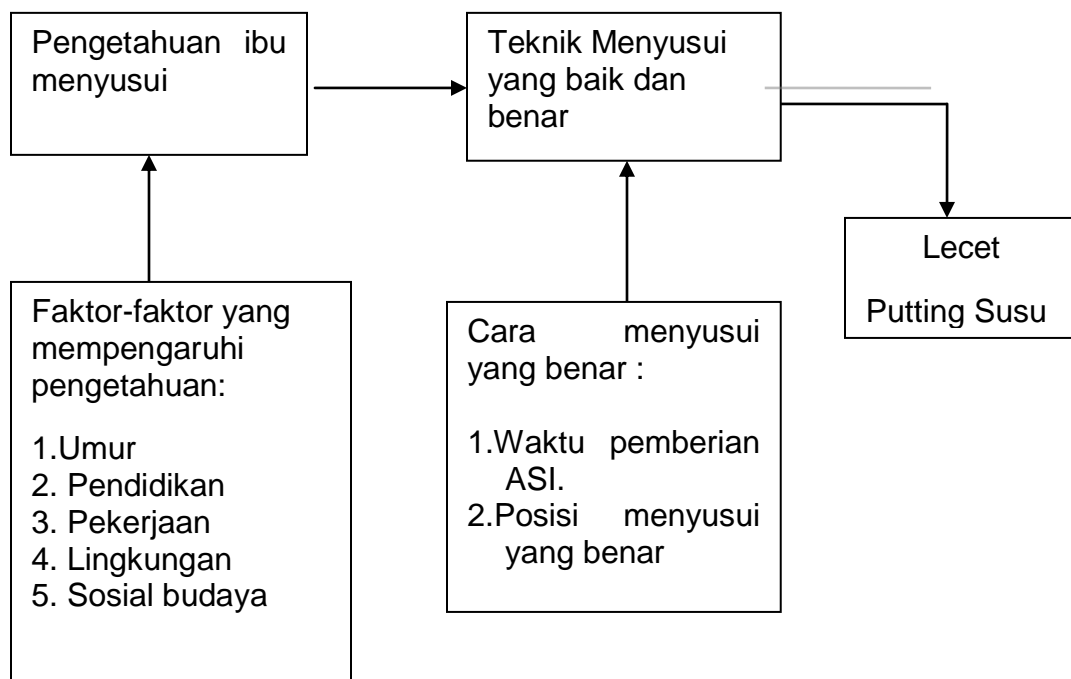 Pengetahuan ibu
menyusui
Teknik Menyusui
yang baik dan
benar
Lecet
Putting Susu
Faktor-faktor yang
mempengaruhi
pengetahuan:
1.Umur
2. Pendidikan
3. Pekerjaan
4. Lingkungan
5. Sosial budaya
Cara menyusui
yang benar :
1.Waktu pemberian
ASI.
2.Posisi menyusui
yang benar